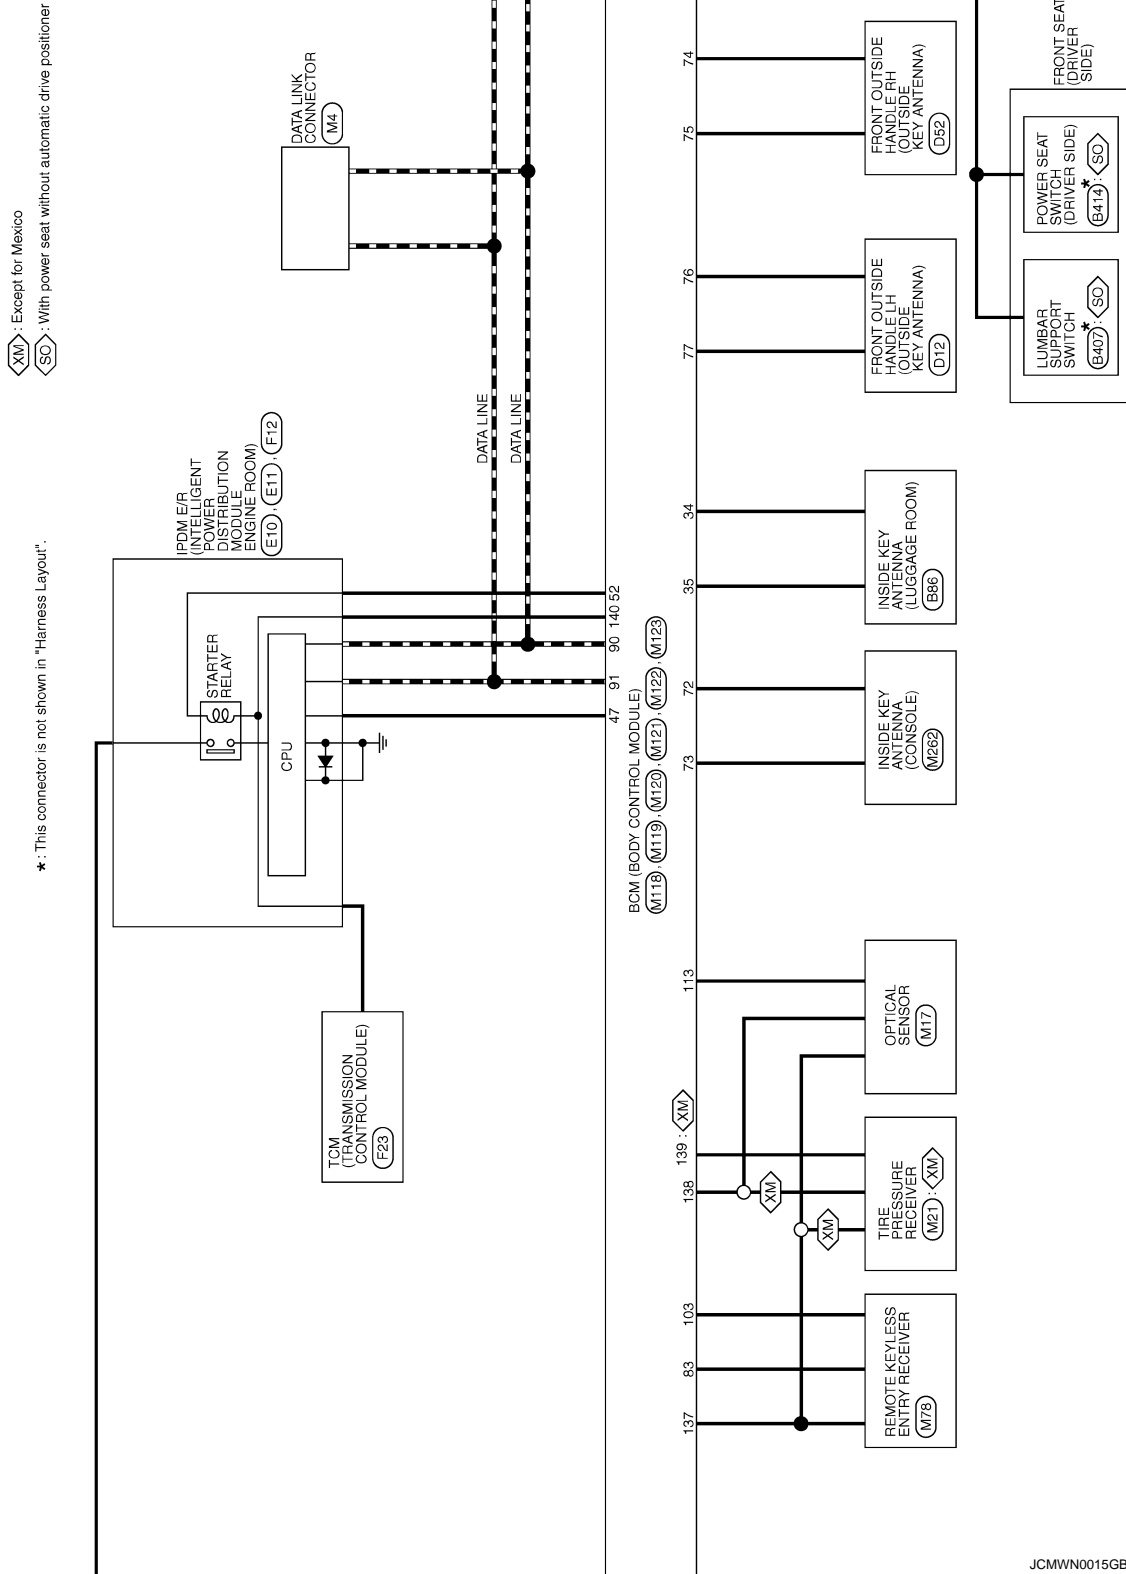 XM : Except for Mexico
SO : With power seat without automatic drive positioner
★ : This connector is not shown in "Harness Layout".
DATA LINK
CONNECTOR
M4
IPDM E/R
(INTELLIGENT
POWER
DISTRIBUTION
MODULE
ENGINE ROOM)
E10 , E11 , F12
STARTER
RELAY
CPU
TCM
(TRANSMISSION
CONTROL MODULE)
F23
DATA LINE
DATA LINE
52
140
90
91
47
BCM (BODY CONTROL MODULE)
M118 , M119 , M120 , M121 , M122 , M123
74
75
76
77
34
35
72
73
113
139 : XM
138
103
83
137
XM
XM
FRONT OUTSIDE
HANDLE RH
(OUTSIDE
KEY ANTENNA)
D52
FRONT OUTSIDE
HANDLE LH
(OUTSIDE
KEY ANTENNA)
D12
INSIDE KEY
ANTENNA
(LUGGAGE ROOM)
B86
INSIDE KEY
ANTENNA
(CONSOLE)
M262
OPTICAL
SENSOR
M17
TIRE
PRESSURE
RECEIVER
M21 : XM
REMOTE KEYLESS
ENTRY RECEIVER
M78
FRONT SEAT
(DRIVER
SIDE)
POWER SEAT
SWITCH
(DRIVER SIDE)
B414★ : SO
LUMBAR
SUPPORT
SWITCH
B407★ : SO
JCMWN0015GB